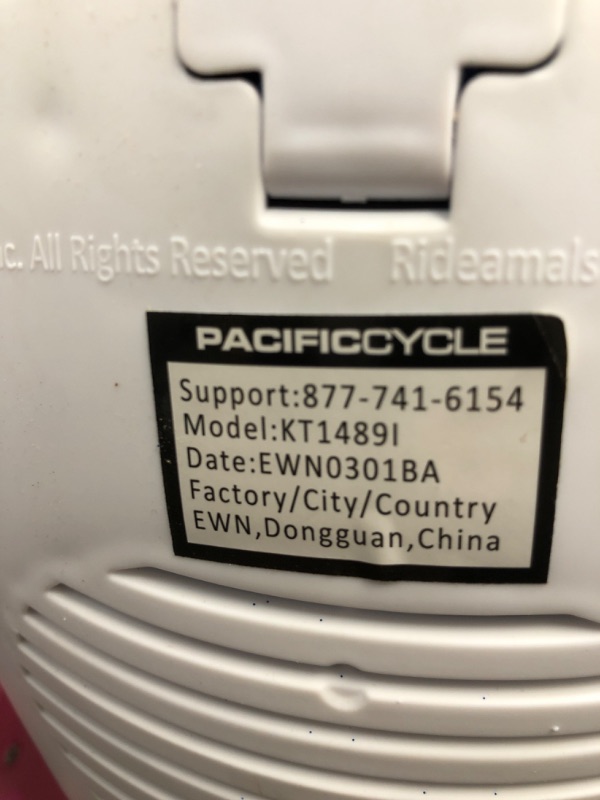 c. All Rights Reserved Rideamals
PACIFICCYCLE
Support:877-741-6154
Model:KT1489I
Date:EWN0301BA
Factory/City/Country
EWN,Dongguan,China